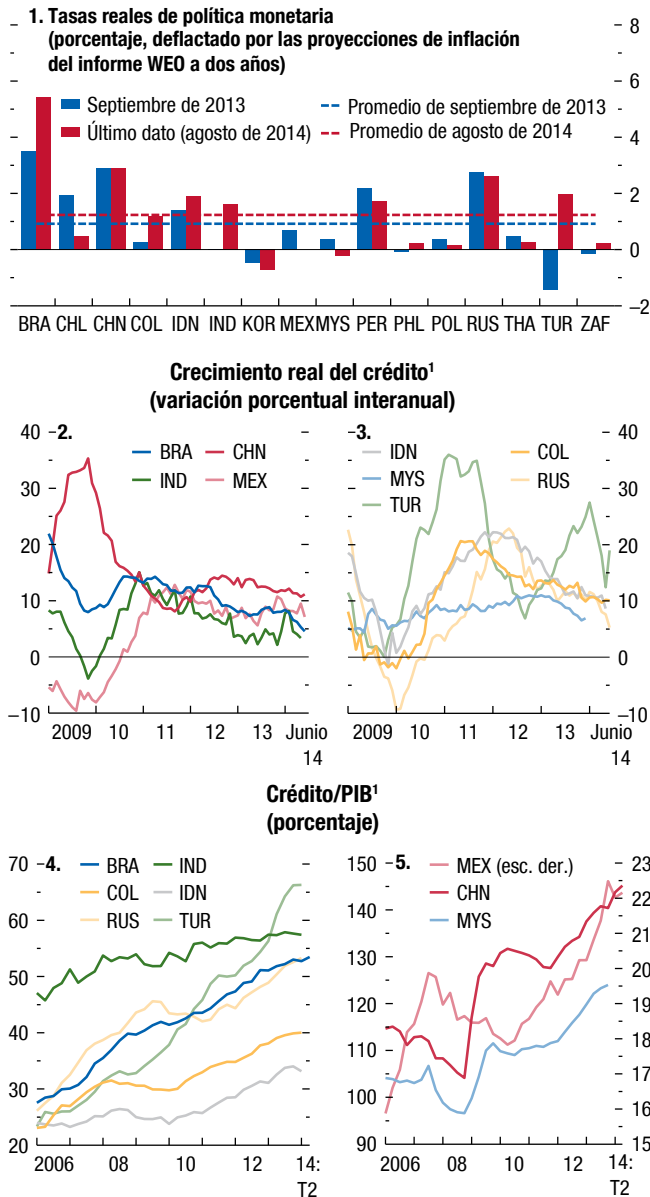 1. Tasas reales de política monetaria
(porcentaje, deflactado por las proyecciones de inflación
del informe WEO a dos años)
Septiembre de 2013
Promedio de septiembre de 2013
Último dato (agosto de 2014)
Promedio de agosto de 2014
8
6
4
2
0
–2
BRA CHL CHN COL IDN IND KOR MEX MYS PER PHL POL RUS THA TUR ZAF
Crecimiento real del crédito¹
(variación porcentual interanual)
2.
BRA CHN
IND MEX
40
30
20
10
0
–10
2009 10 11 12 13 Junio
14
3.
IDN COL
MYS RUS
TUR
40
30
20
10
0
–10
2009 10 11 12 13 Junio
14
Crédito/PIB¹
(porcentaje)
4.
BRA IND
COL IDN
RUS TUR
70
60
50
40
30
20
2006 08 10 12 14:
T2
5.
MEX (esc. der.)
CHN
MYS
150
140
130
120
110
100
90
23
22
21
20
19
18
17
16
15
2006 08 10 12 14:
T2